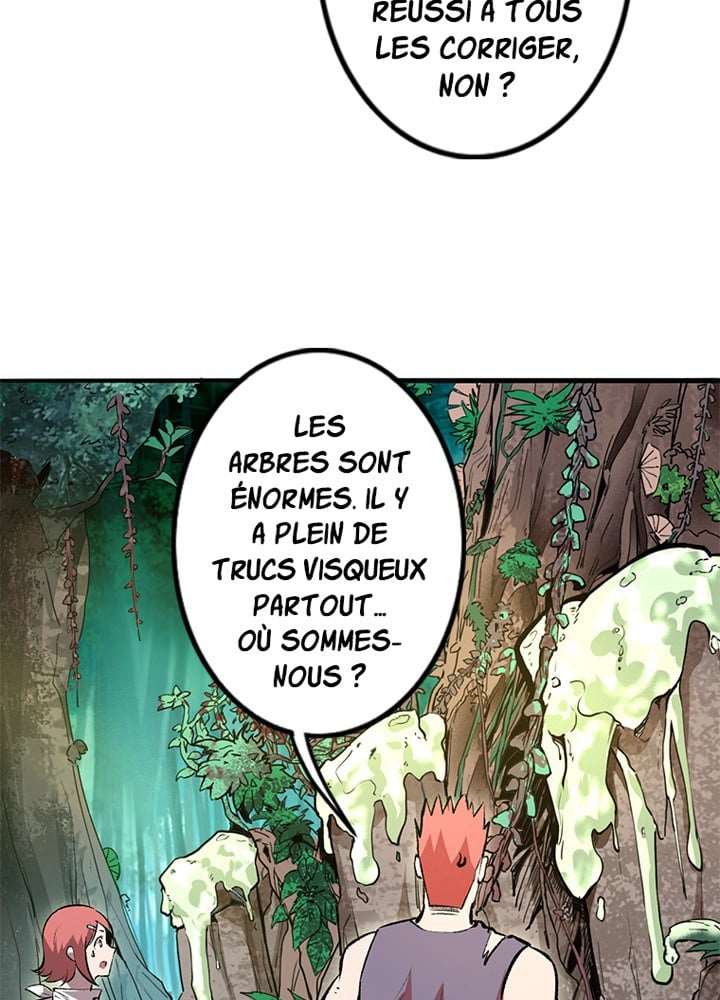 RÉUSSI À TOUS
LES CORRIGER,
NON ?
LES
ARBRES SONT
ÉNORMES. IL Y
A PLEIN DE
TRUCS VISQUEUX
PARTOUT...
OÙ SOMMES-
NOUS ?